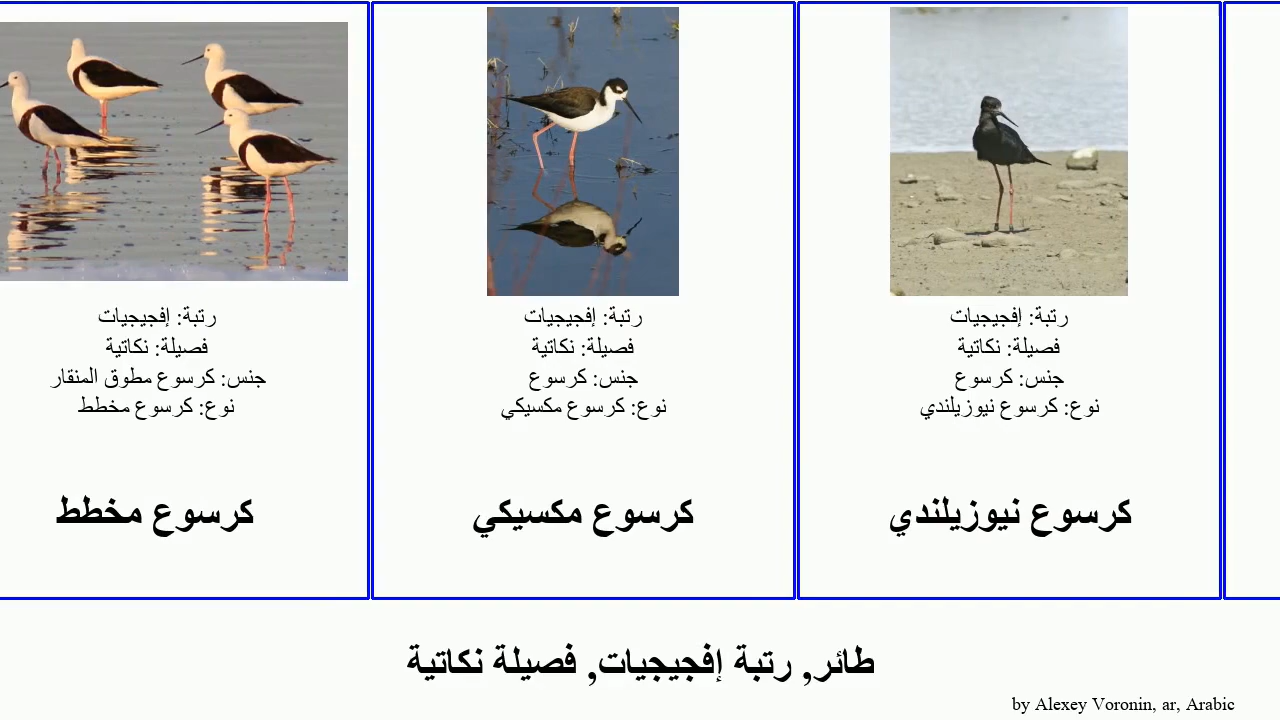 رتبة: إفجيجيات
فصيلة: نكاتية
جنس: كرسوع مطوق المنقار
نوع: كرسوع مخطط
كرسوع مخطط
رتبة: إفجيجيات
فصيلة: نكاتية
جنس: كرسوع
نوع: كرسوع مكسيكي
كرسوع مكسيكي
رتبة: إفجيجيات
فصيلة: نكاتية
جنس: كرسوع
نوع: كرسوع نيوزيلندي
كرسوع نيوزيلندي
طائر, رتبة إفجيجيات, فصيلة نكاتية
by Alexey Voronin, ar, Arabic